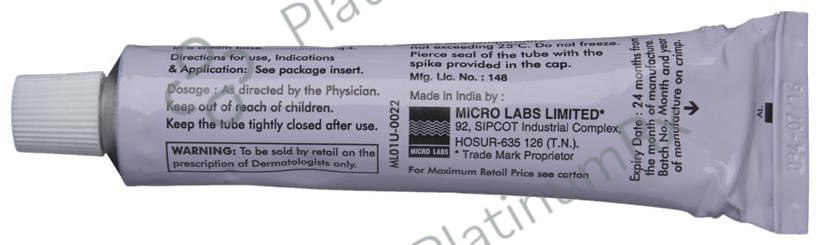 in a cream base
Directions for use, Indications
& Application: See package insert.
Dosage : As directed by the Physician.
Keep out of reach of children.
Keep the tube tightly closed after use.
WARNING: To be sold by retail on the
prescription of Dermatologists only.
ML01U-0022
not exceeding 25°C. Do not freeze.
Pierce seal of the tube with the
spike provided in the cap.
Mfg. Lic. No. : 148
Made in India by :
MICRO LABS LIMITED*
92, SIPCOT Industrial Complex,
HOSUR-635 126 (T.N.)
* Trade Mark Proprietor
MICRO LABS
For Maximum Retail Price see carton
Expiry Date : 24 months from
the month of manufacture.
Batch No., Month and year
of manufacture on crimp.
AL
PlatinumRx